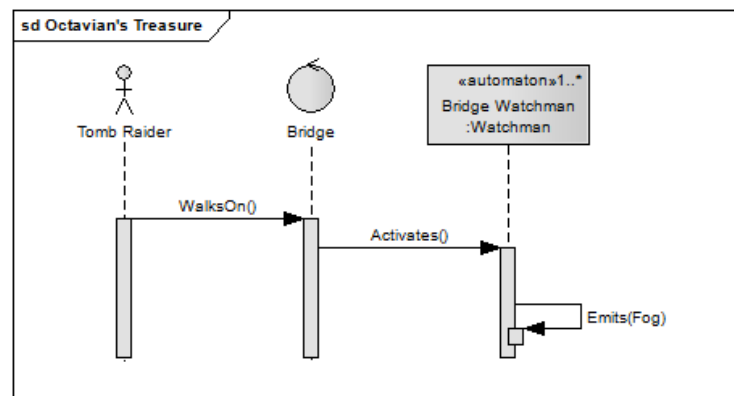 sd Octavian's Treasure
«automaton»1..*
Tomb Raider
Bridge
Bridge Watchman
:Watchman
WalksOn()
Activates()
Emits(Fog)